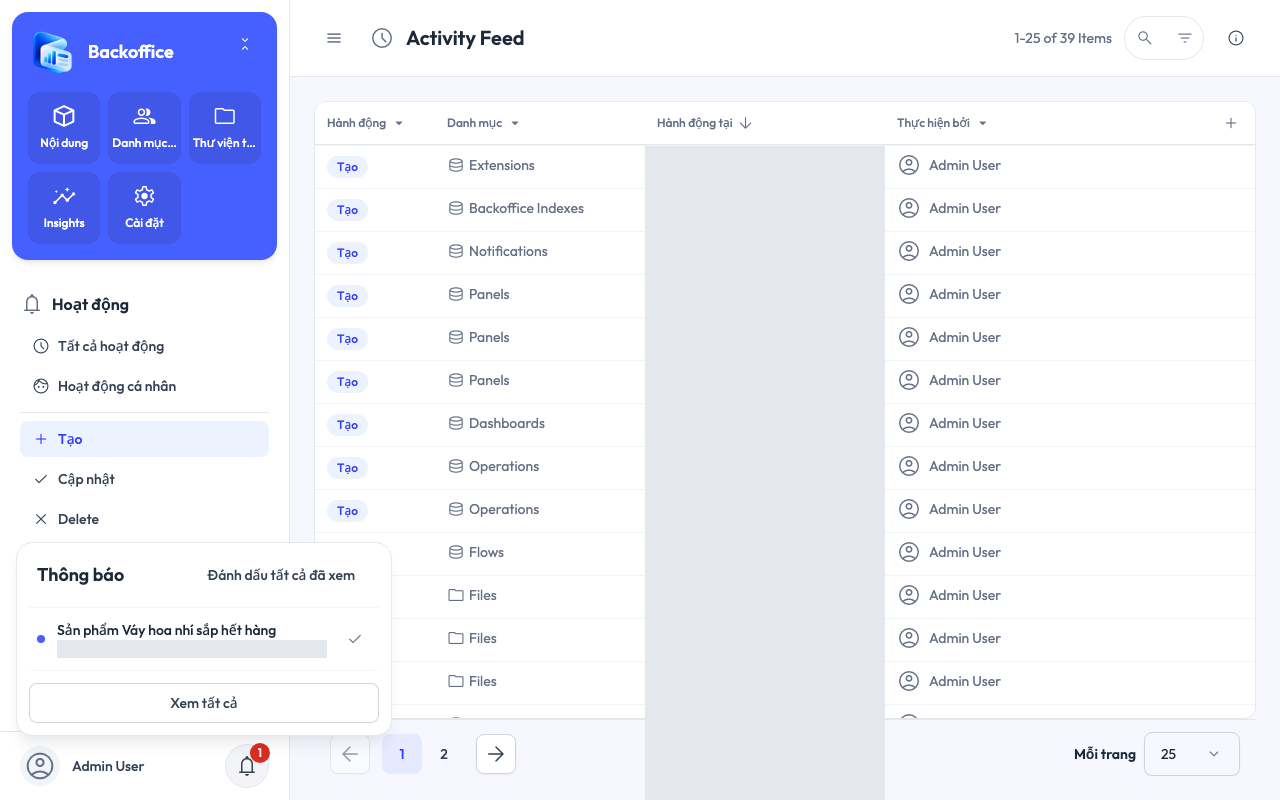 Backoffice
Nội dung
Danh mục...
Thư viện t...
Insights
Cài đặt
Hoạt động
Tất cả hoạt động
Hoạt động cá nhân
Tạo
Cập nhật
Delete
Thông báo
Đánh dấu tất cả đã xem
Sản phẩm Váy hoa nhí sắp hết hàng
Xem tất cả
Admin User
1
Activity Feed
1-25 of 39 Items
Hành động
Danh mục
Hành động tại
Thực hiện bởi
Tạo Extensions Admin User
Tạo Backoffice Indexes Admin User
Tạo Notifications Admin User
Tạo Panels Admin User
Tạo Panels Admin User
Tạo Panels Admin User
Tạo Dashboards Admin User
Tạo Operations Admin User
Tạo Operations Admin User
Flows Admin User
Files Admin User
Files Admin User
Files Admin User
1 2
Mỗi trang 25